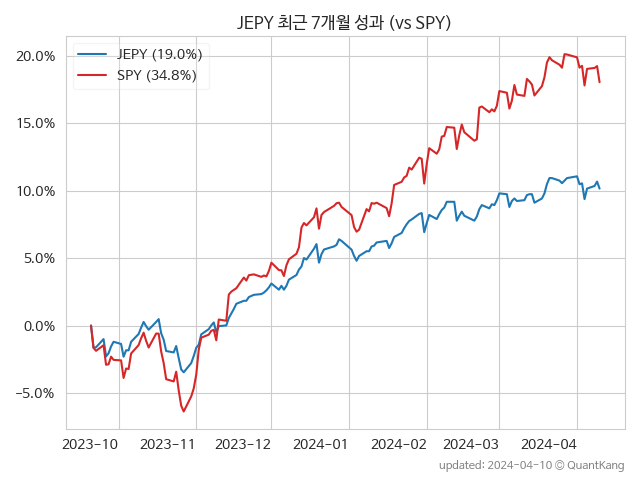 JEPY 최근 7개월 성과 (vs SPY)
JEPY (19.0%)
SPY (34.8%)
20.0%
15.0%
10.0%
5.0%
0.0%
−5.0%
2023-10 2023-11 2023-12 2024-01 2024-02 2024-03 2024-04
updated: 2024-04-10 © QuantKang